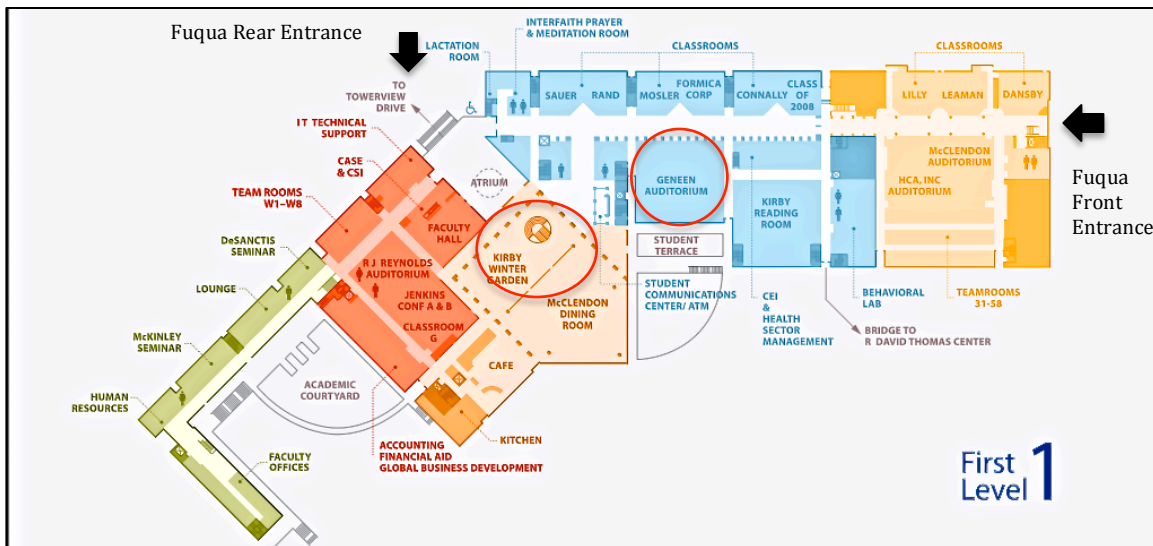 Fuqua Rear Entrance
INTERFAITH PRAYER
& MEDITATION ROOM
LACTATION
ROOM
CLASSROOMS
CLASSROOMS
TO
TOWERVIEW
DRIVE
SAUER
RAND
MOSLER
FORMICA
CORP
CONNALLY
CLASS
OF
2008
LILLY
LEAMAN
DANSBY
IT TECHNICAL
SUPPORT
CASE
& CSI
TEAM ROOMS
W1–W8
ATRIUM
GENEEN
AUDITORIUM
McCLENDON
AUDITORIUM
HCA, INC
AUDITORIUM
Fuqua
Front
Entrance
FACULTY
HALL
KIRBY
READING
ROOM
DeSANCTIS
SEMINAR
STUDENT
TERRACE
KIRBY
WINTER
GARDEN
R J REYNOLDS
AUDITORIUM
LOUNGE
JENKINS
CONF A & B
McCLENDON
DINING
ROOM
STUDENT
COMMUNICATIONS
CENTER/ ATM
CEI
&
HEALTH
SECTOR
MANAGEMENT
BEHAVIORAL
LAB
TEAMROOMS
31-58
CLASSROOM
G
McKINLEY
SEMINAR
BRIDGE TO
R DAVID THOMAS CENTER
CAFE
ACADEMIC
COURTYARD
HUMAN
RESOURCES
KITCHEN
ACCOUNTING
FINANCIAL AID
GLOBAL BUSINESS DEVELOPMENT
FACULTY
OFFICES
First
Level 1